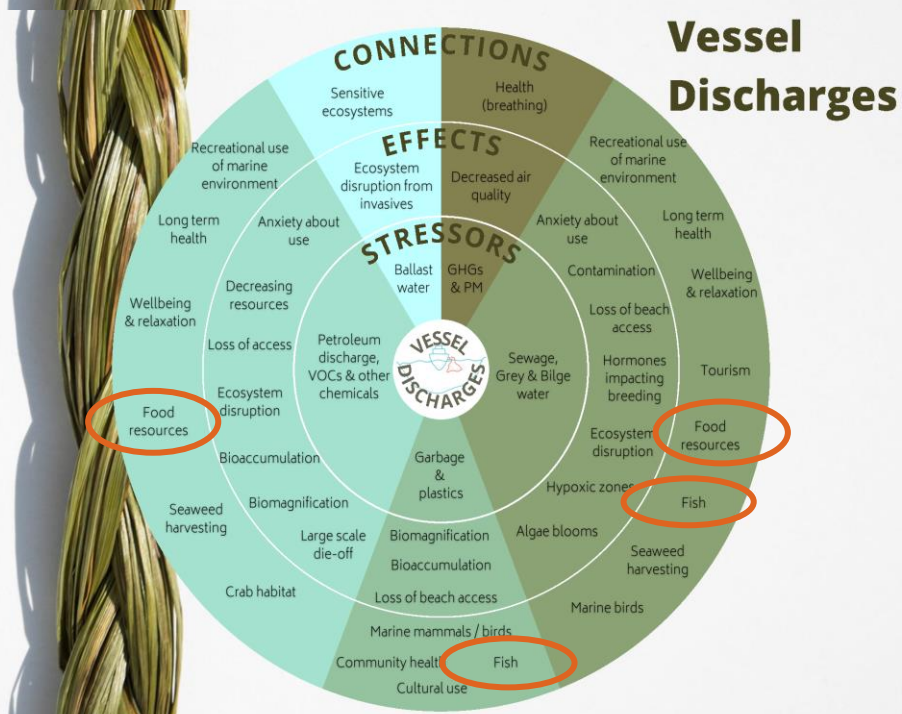 Vessel
Discharges
CONNECTIONS
Sensitive
ecosystems
Health
(breathing)
EFFECTS
Ecosystem
disruption from
invasives
Decreased air
quality
STRESSORS
Ballast
water
GHGs
& PM
VESSEL
DISCHARGES
Recreational use
of marine
environment
Long term
health
Wellbeing
& relaxation
Food
resources
Seaweed
harvesting
Crab habitat
Anxiety about
use
Decreasing
resources
Loss of access
Ecosystem
disruption
Bioaccumulation
Biomagnification
Large scale
die-off
Petroleum
discharge,
VOCs & other
chemicals
Garbage
&
plastics
Biomagnification
Bioaccumulation
Loss of beach access
Marine mammals / birds
Community health
Fish
Cultural use
Sewage,
Grey & Bilge
water
Anxiety about
use
Contamination
Loss of beach
access
Hormones
impacting
breeding
Ecosystem
disruption
Hypoxic zones
Algae blooms
Recreational use
of marine
environment
Long term
health
Wellbeing
& relaxation
Tourism
Food
resources
Fish
Seaweed
harvesting
Marine birds